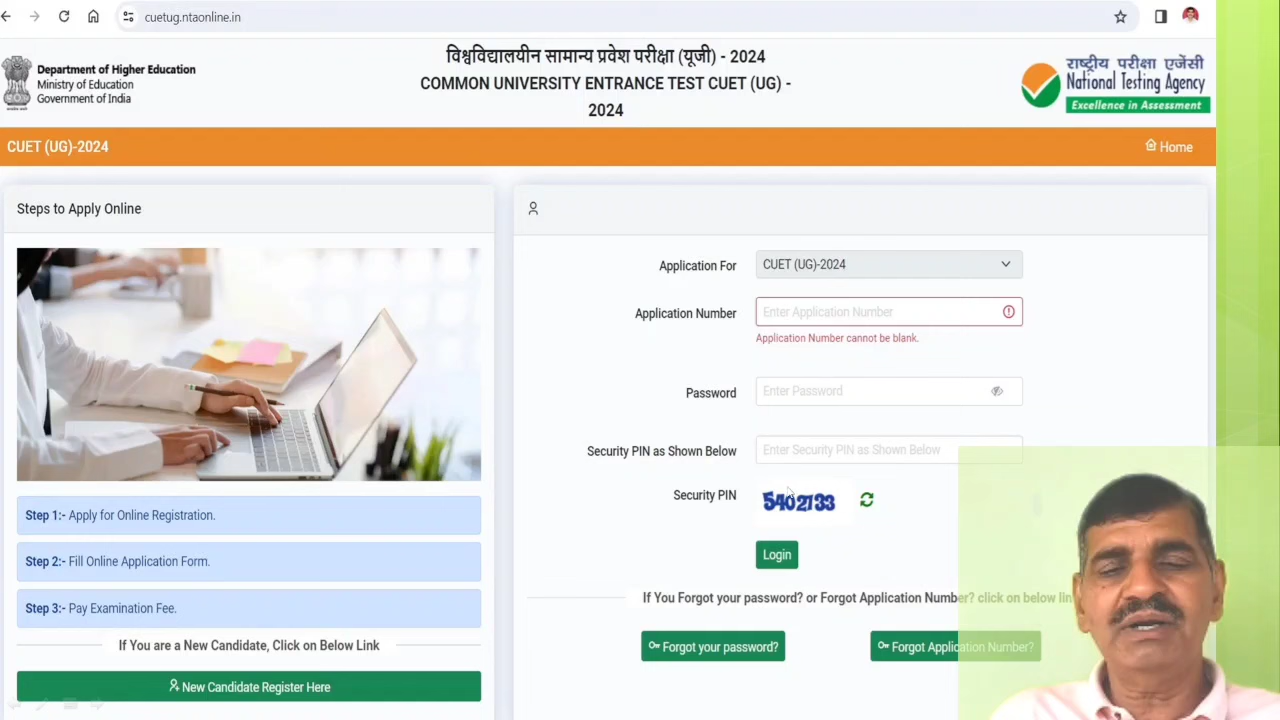 cuetug.ntaonline.in
Department of Higher Education
Ministry of Education
Government of India
विश्वविद्यालयीन सामान्य प्रवेश परीक्षा (यूजी) - 2024
COMMON UNIVERSITY ENTRANCE TEST CUET (UG) -
2024
राष्ट्रीय परीक्षा एजेंसी
National Testing Agency
Excellence in Assessment
CUET (UG)-2024
Home
Steps to Apply Online
Step 1:- Apply for Online Registration.
Step 2:- Fill Online Application Form.
Step 3:- Pay Examination Fee.
If You are a New Candidate, Click on Below Link
New Candidate Register Here
Application For
CUET (UG)-2024
Application Number
Enter Application Number
Application Number cannot be blank.
Password
Enter Password
Security PIN as Shown Below
Enter Security PIN as Shown Below
Security PIN
5402733
Login
If You Forgot your password? or Forgot Application Number? click on below
Forgot your password?
Forgot Application Number?